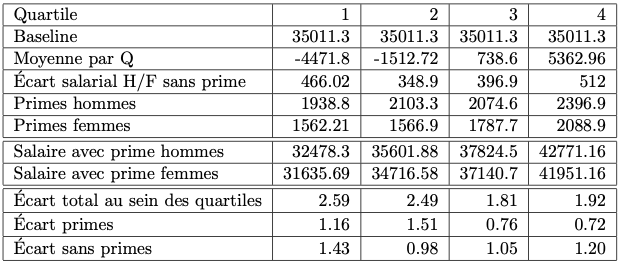 Quartile 1 2 3 4
Baseline 35011.3 35011.3 35011.3 35011.3
Moyenne par Q -4471.8 -1512.72 738.6 5362.96
Écart salarial H/F sans prime 466.02 348.9 396.9 512
Primes hommes 1938.8 2103.3 2074.6 2396.9
Primes femmes 1562.21 1566.9 1787.7 2088.9
Salaire avec prime hommes 32478.3 35601.88 37824.5 42771.16
Salaire avec prime femmes 31635.69 34716.58 37140.7 41951.16
Écart total au sein des quartiles 2.59 2.49 1.81 1.92
Écart primes 1.16 1.51 0.76 0.72
Écart sans primes 1.43 0.98 1.05 1.20